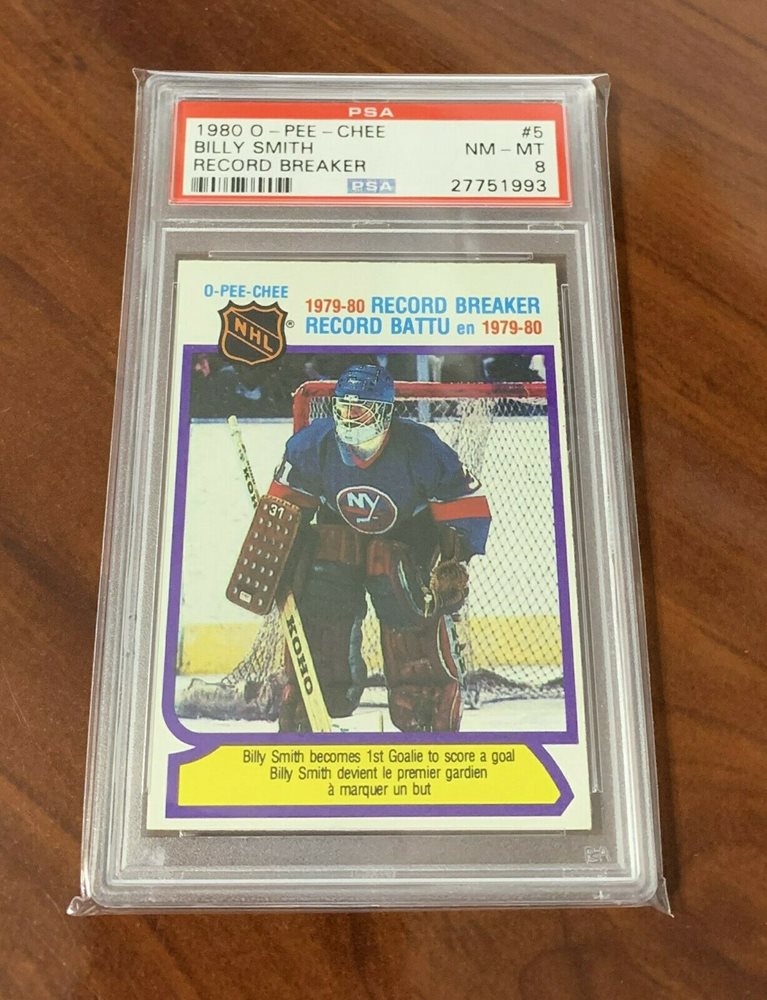 PSA
1980 O-PEE-CHEE #5
BILLY SMITH NM-MT
RECORD BREAKER 8
PSA 27751993
O-PEE-CHEE
NHL®
1979-80 RECORD BREAKER
RECORD BATTU en 1979-80
31
NY
KOHO
Billy Smith becomes 1st Goalie to score a goal
Billy Smith devient le premier gardien
à marquer un but